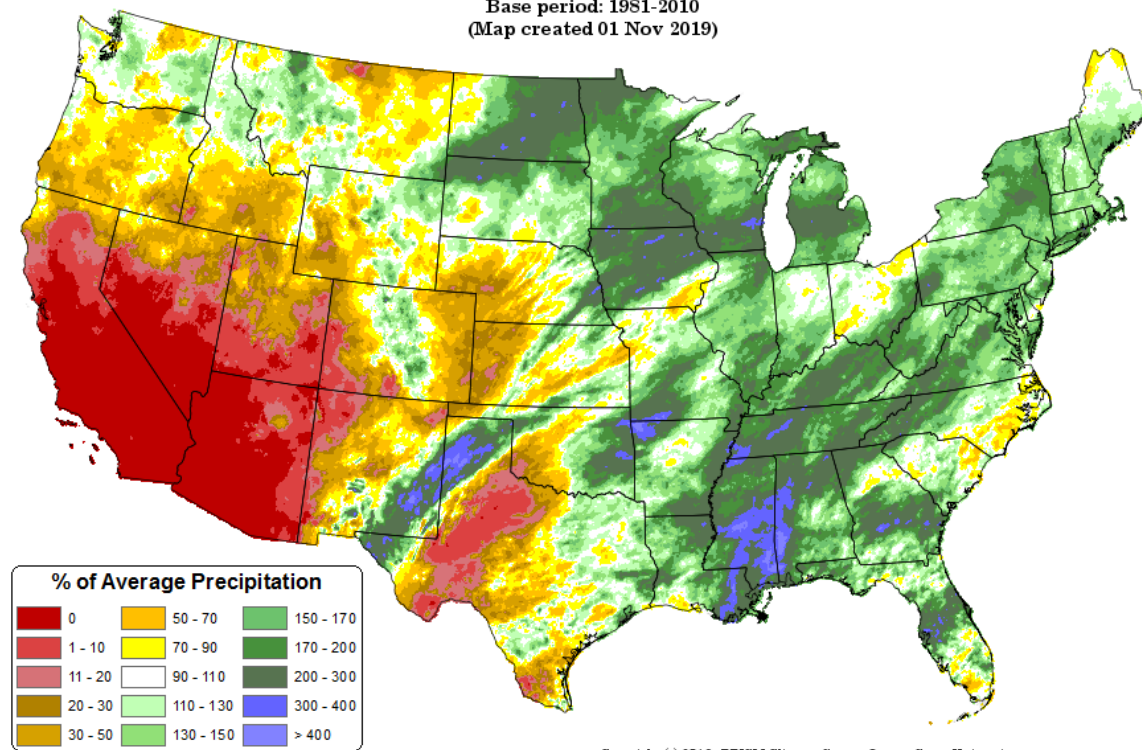 Base period: 1981-2010
(Map created 01 Nov 2019)
% of Average Precipitation
0
1 - 10
11 - 20
20 - 30
30 - 50
50 - 70
70 - 90
90 - 110
110 - 130
130 - 150
150 - 170
170 - 200
200 - 300
300 - 400
> 400